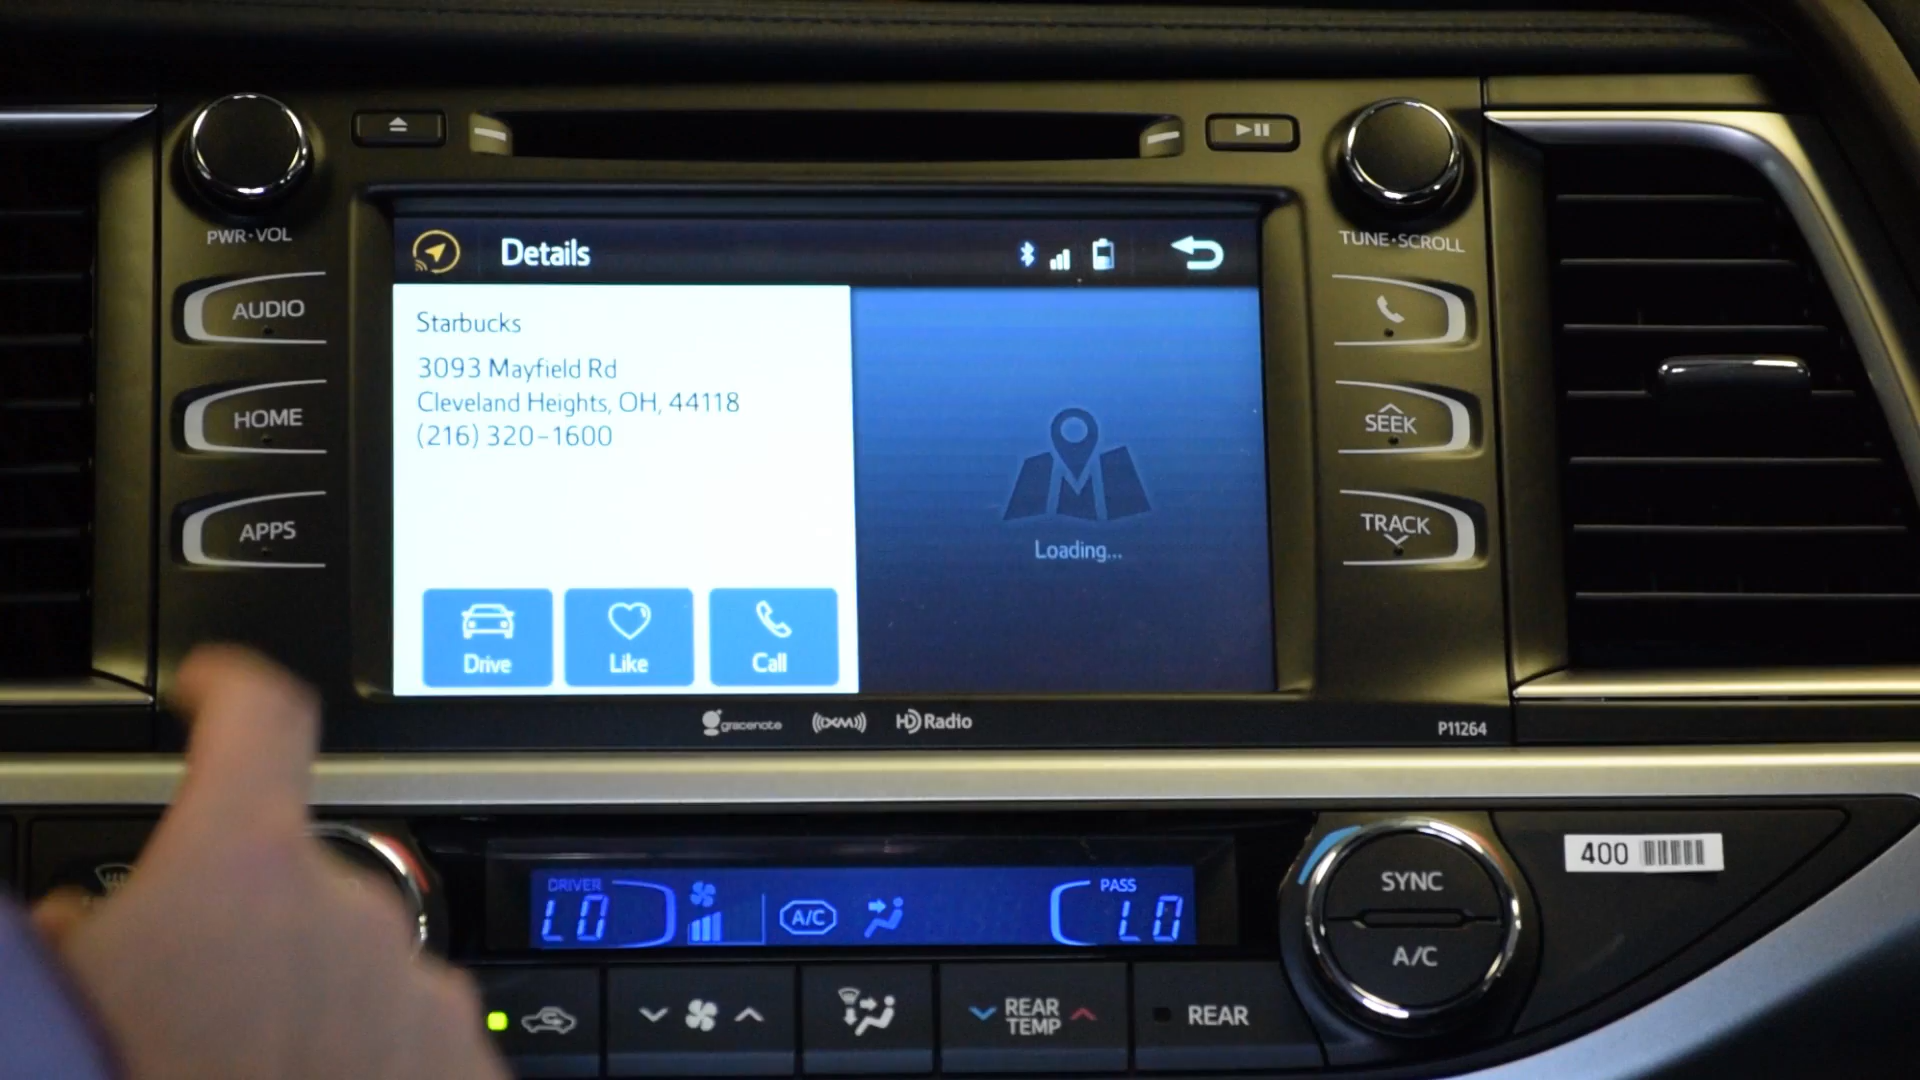 PWR·VOL
AUDIO
HOME
APPS
Details
Starbucks
3093 Mayfield Rd
Cleveland Heights, OH, 44118
(216) 320-1600
Drive
Like
Call
Loading...
TUNE·SCROLL
SEEK
TRACK
gracenote
((XM))
HD Radio
P11264
DRIVER
LO
A/C
PASS
LO
SYNC
A/C
400
REAR
TEMP
REAR